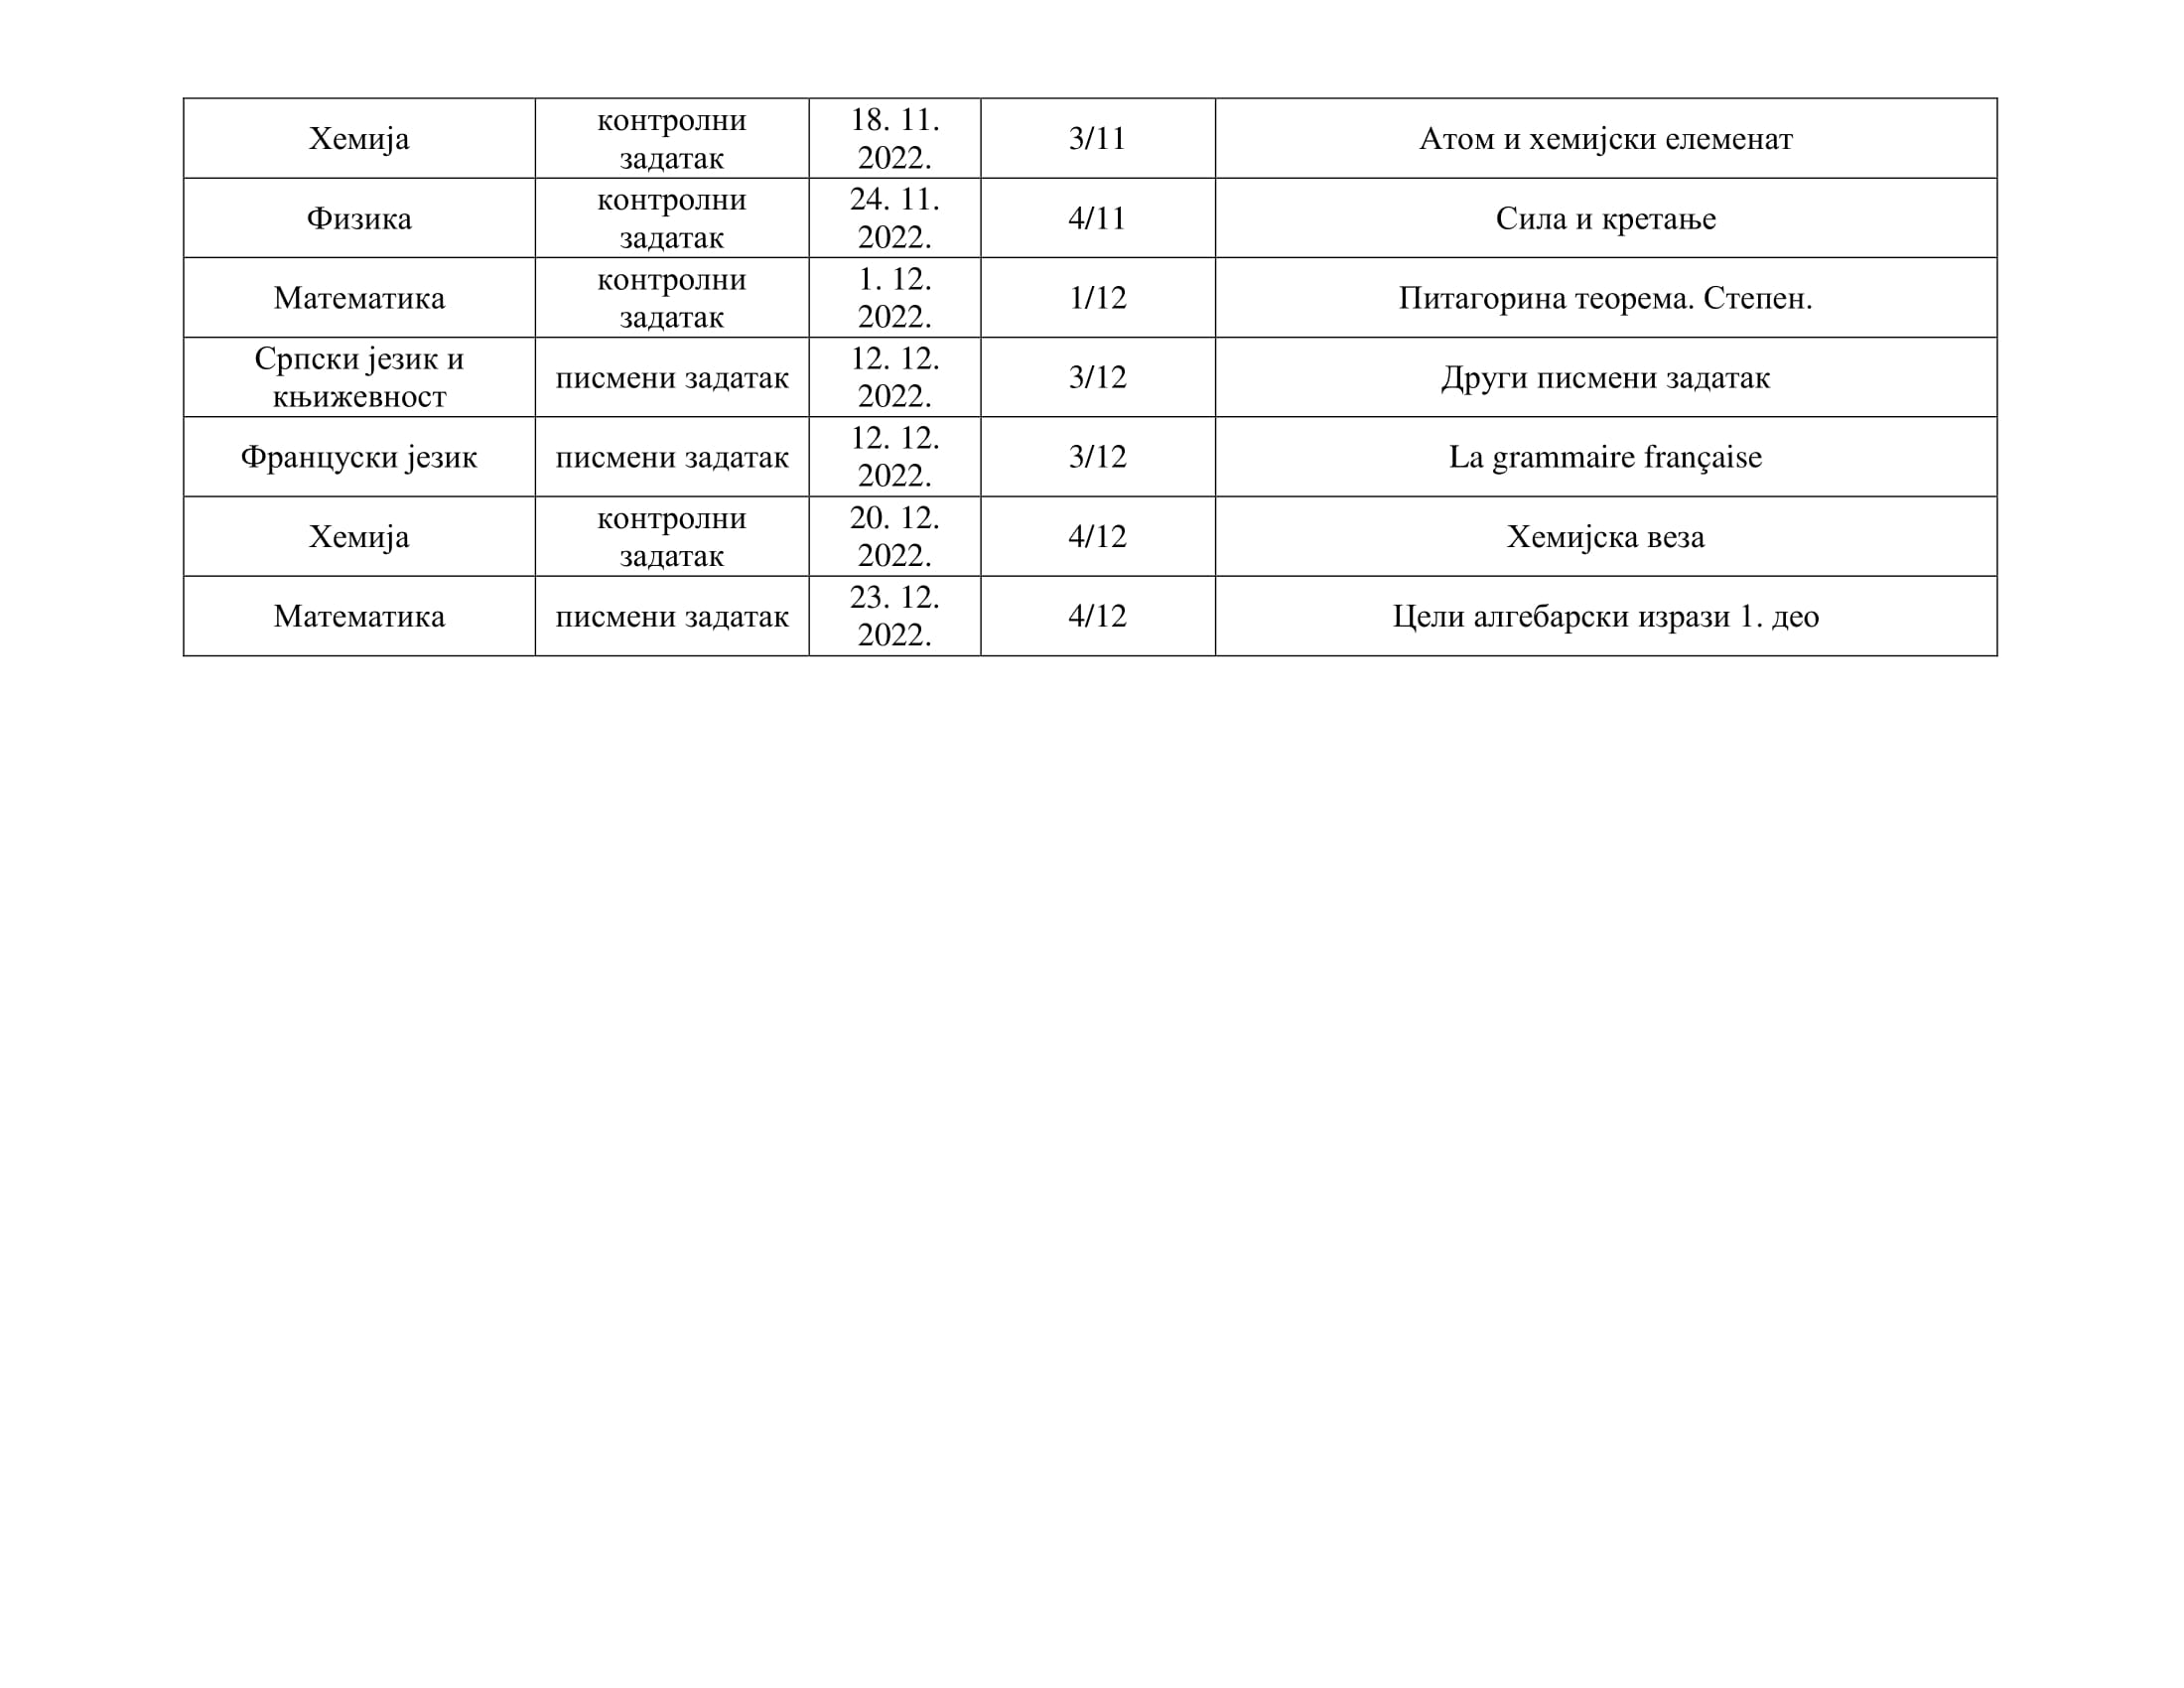 Хемија
контролни
задатак
18. 11.
2022.
3/11
Атом и хемијски елеменат
Физика
контролни
задатак
24. 11.
2022.
4/11
Сила и кретање
Математика
контролни
задатак
1. 12.
2022.
1/12
Питагорина теорема. Степен.
Српски језик и
књижевност
писмени задатак
12. 12.
2022.
3/12
Други писмени задатак
Француски језик
писмени задатак
12. 12.
2022.
3/12
La grammaire française
Хемија
контролни
задатак
20. 12.
2022.
4/12
Хемијска веза
Математика
писмени задатак
23. 12.
2022.
4/12
Цели алгебарски изрази 1. део